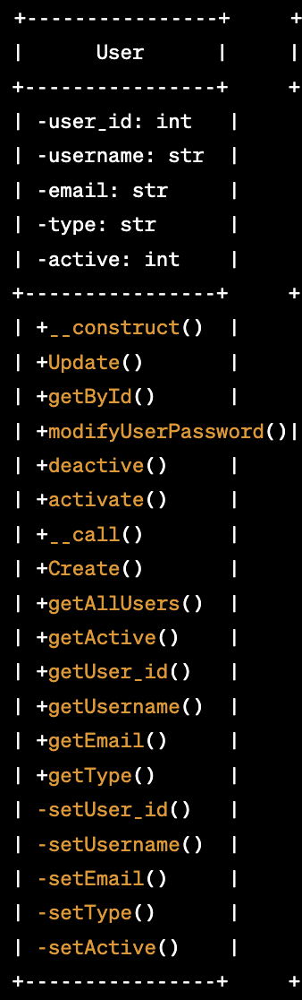 +----------------+     +
|      User      |     |
+----------------+     +
| -user_id: int   |
| -username: str  |
| -email: str     |
| -type: str      |
| -active: int    |
+----------------+     +
| +__construct()  |
| +Update()       |
| +getById()      |
| +modifyUserPassword()|
| +deactive()     |
| +activate()     |
| +__call()       |
| +Create()       |
| +getAllUsers()  |
| +getActive()    |
| +getUser_id()   |
| +getUsername()  |
| +getEmail()     |
| +getType()      |
| -setUser_id()   |
| -setUsername()  |
| -setEmail()     |
| -setType()      |
| -setActive()    |
+----------------+     +